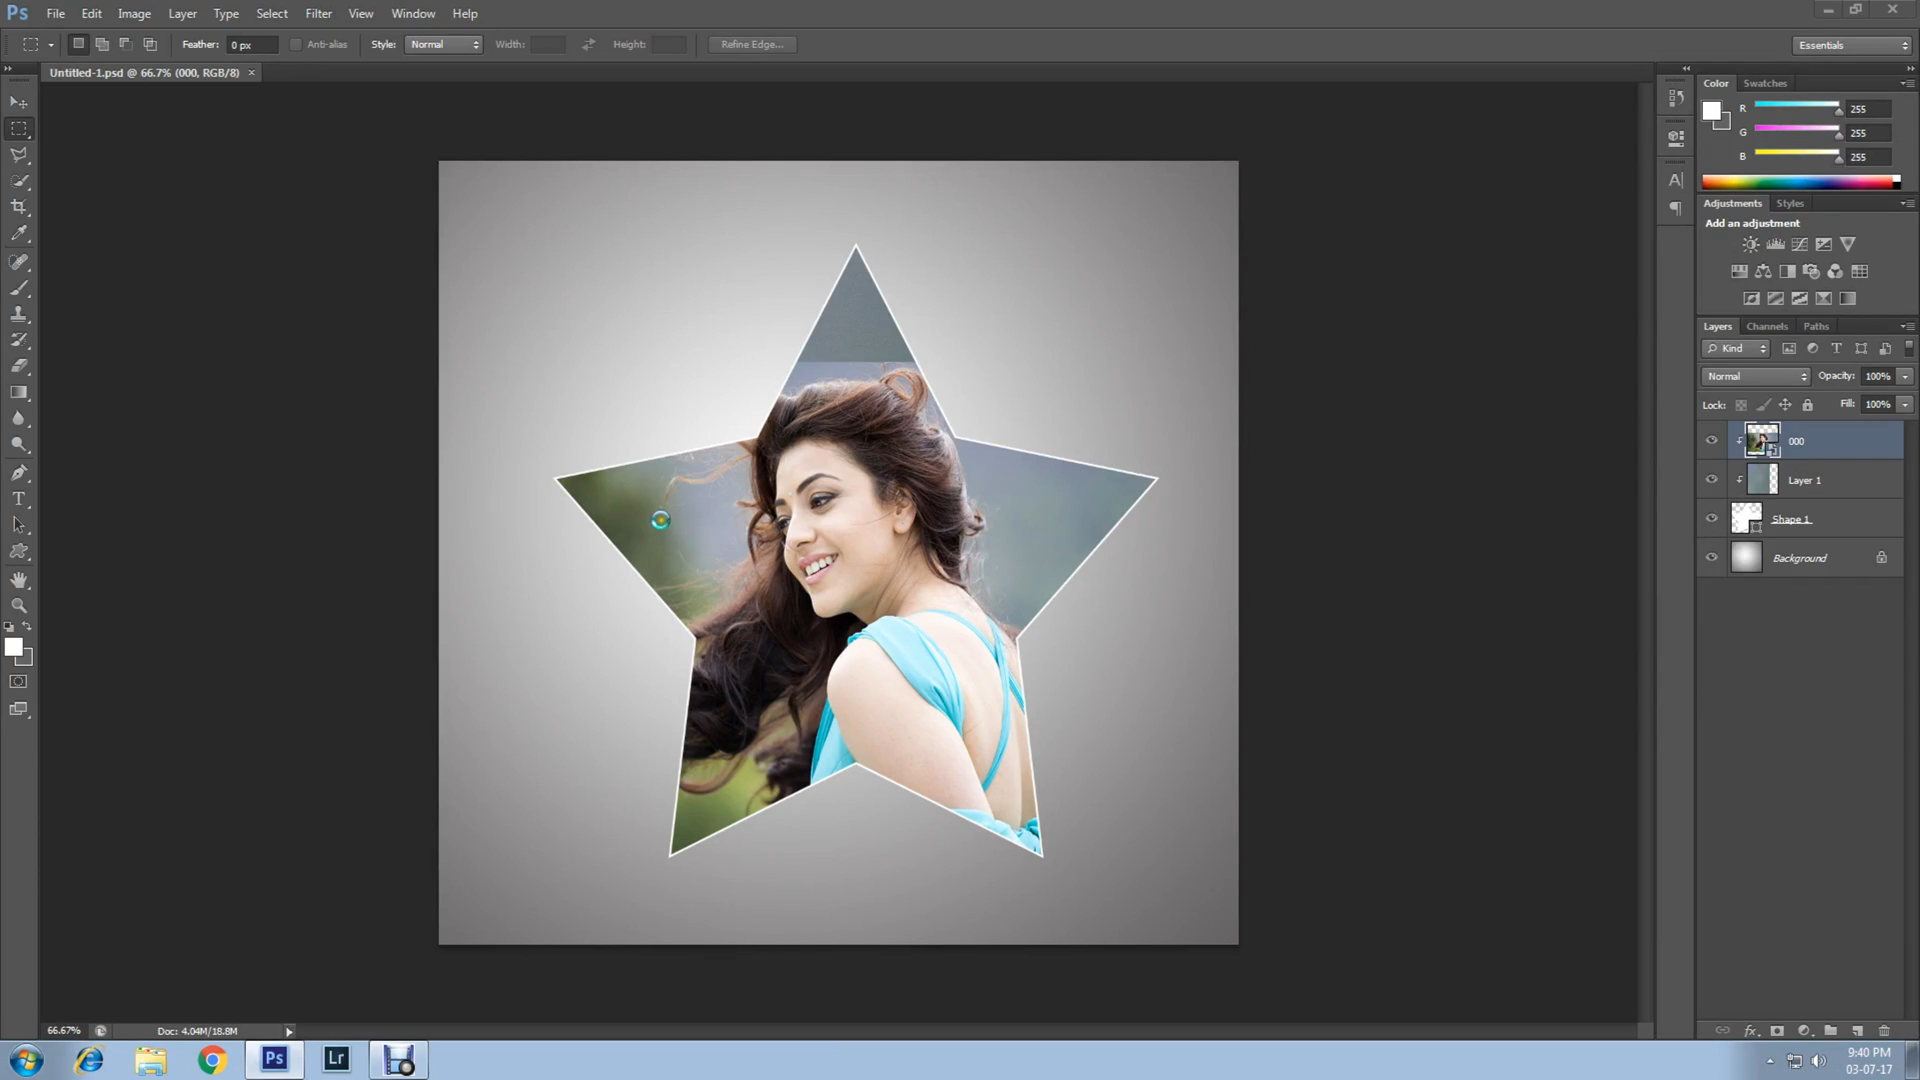 Ps File Edit Image Layer Type Select Filter View Window Help
Feather: 0 px Anti-alias Style: Normal Width: Height: Refine Edge... Essentials
Untitled-1.psd @ 66.7% (000, RGB/8) ×
Color Swatches
R 255
G 255
B 255
Adjustments Styles
Add an adjustment
Layers Channels Paths
Kind
Normal Opacity: 100%
Lock: Fill: 100%
000
Layer 1
Shape 1
Background
66.67% Doc: 4.04M/18.8M
Ps Lr
9:40 PM
03-07-17